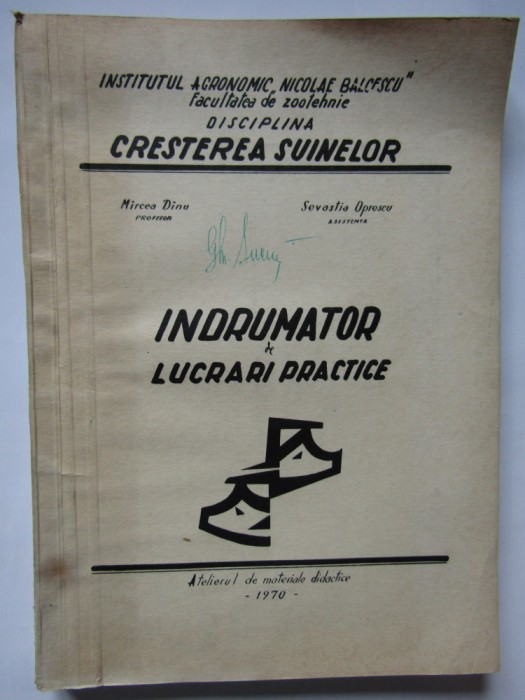 INSTITUTUL AGRONOMIC „NICOLAE BALCESCU"
Facultatea de zootehnie
DISCIPLINA
CRESTEREA SUINELOR
Mircea Dinu
PROFESOR
Sevastia Oprescu
ASISTENTA
INDRUMATOR
de
LUCRARI PRACTICE
Atelierul de materiale didactice
- 1970 -